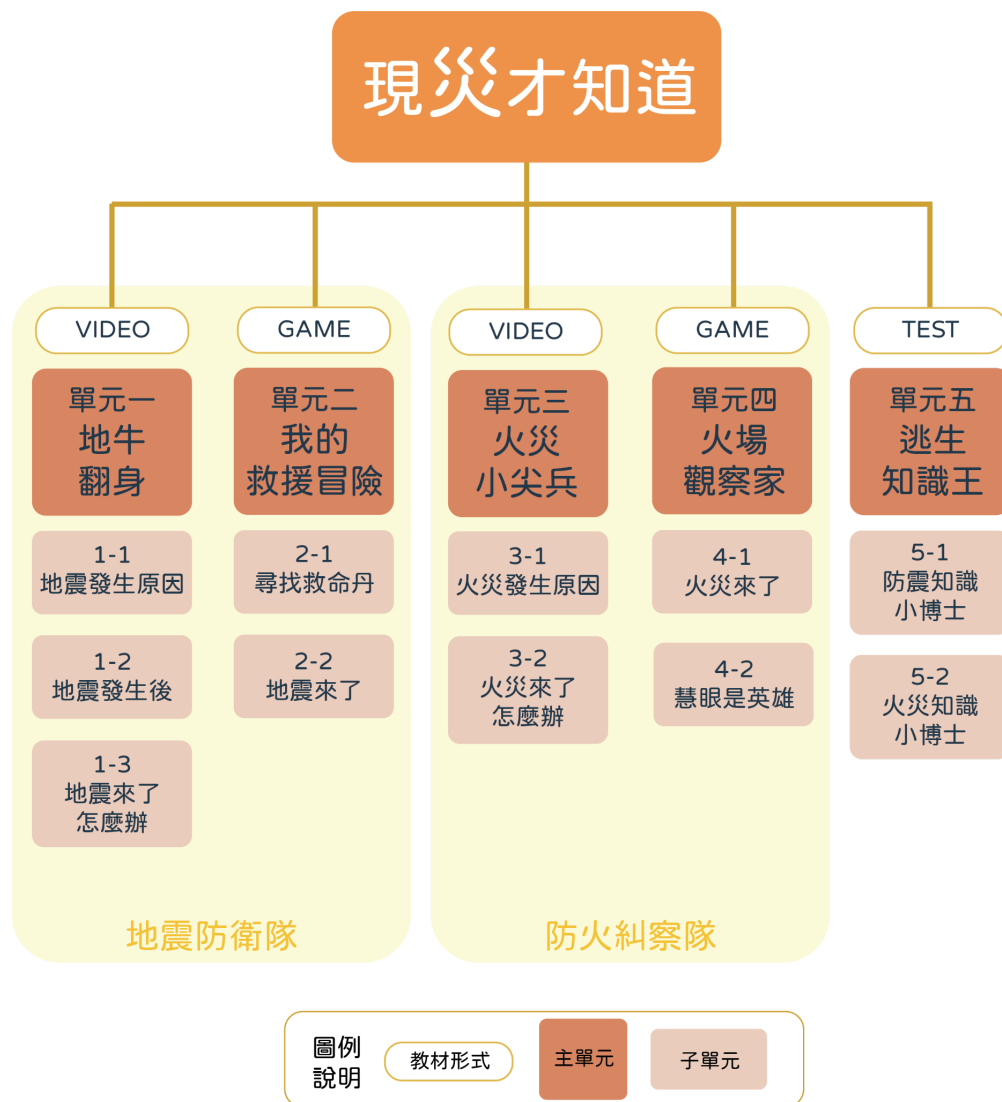 現災才知道
VIDEO
單元一
地牛
翻身
1-1
地震發生原因
1-2
地震發生後
1-3
地震來了
怎麼辦
GAME
單元二
我的
救援冒險
2-1
尋找救命丹
2-2
地震來了
地震防衛隊
VIDEO
單元三
火災
小尖兵
3-1
火災發生原因
3-2
火災來了
怎麼辦
GAME
單元四
火場
觀察家
4-1
火災來了
4-2
慧眼是英雄
防火糾察隊
TEST
單元五
逃生
知識王
5-1
防震知識
小博士
5-2
火災知識
小博士
圖例
說明
教材形式
主單元
子單元